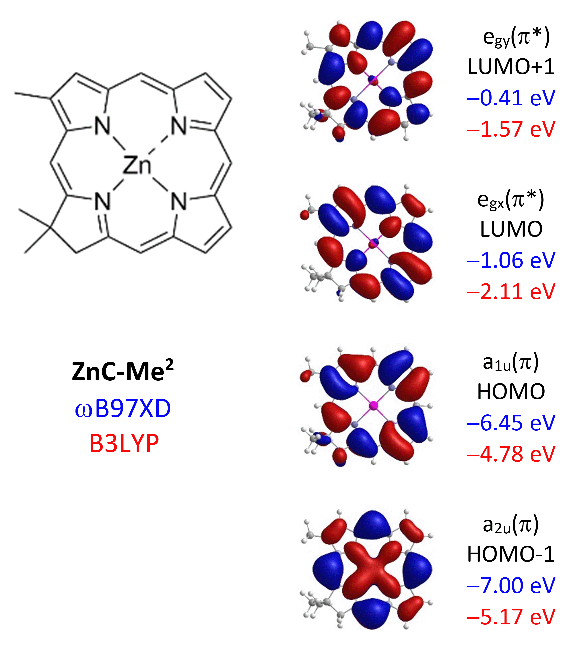 N
N
Zn
N
N
ZnC-Me²
ωB97XD
B3LYP
e_gy(π*)
LUMO+1
−0.41 eV
−1.57 eV
e_gx(π*)
LUMO
−1.06 eV
−2.11 eV
a_1u(π)
HOMO
−6.45 eV
−4.78 eV
a_2u(π)
HOMO-1
−7.00 eV
−5.17 eV